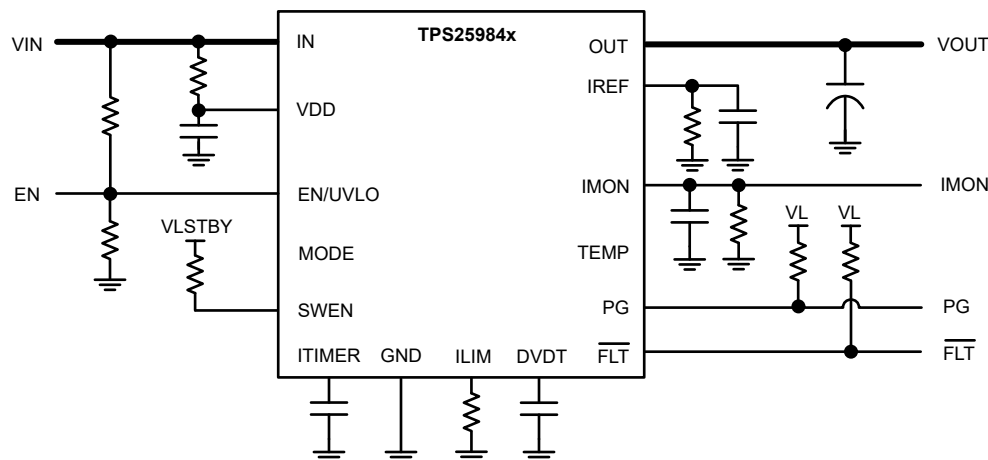 TPS25984x
VIN
IN
OUT
VOUT
IREF
VDD
EN
EN/UVLO
IMON
IMON
VLSTBY
VL
VL
MODE
TEMP
SWEN
PG
PG
ITIMER
GND
ILIM
DVDT
FLT
FLT